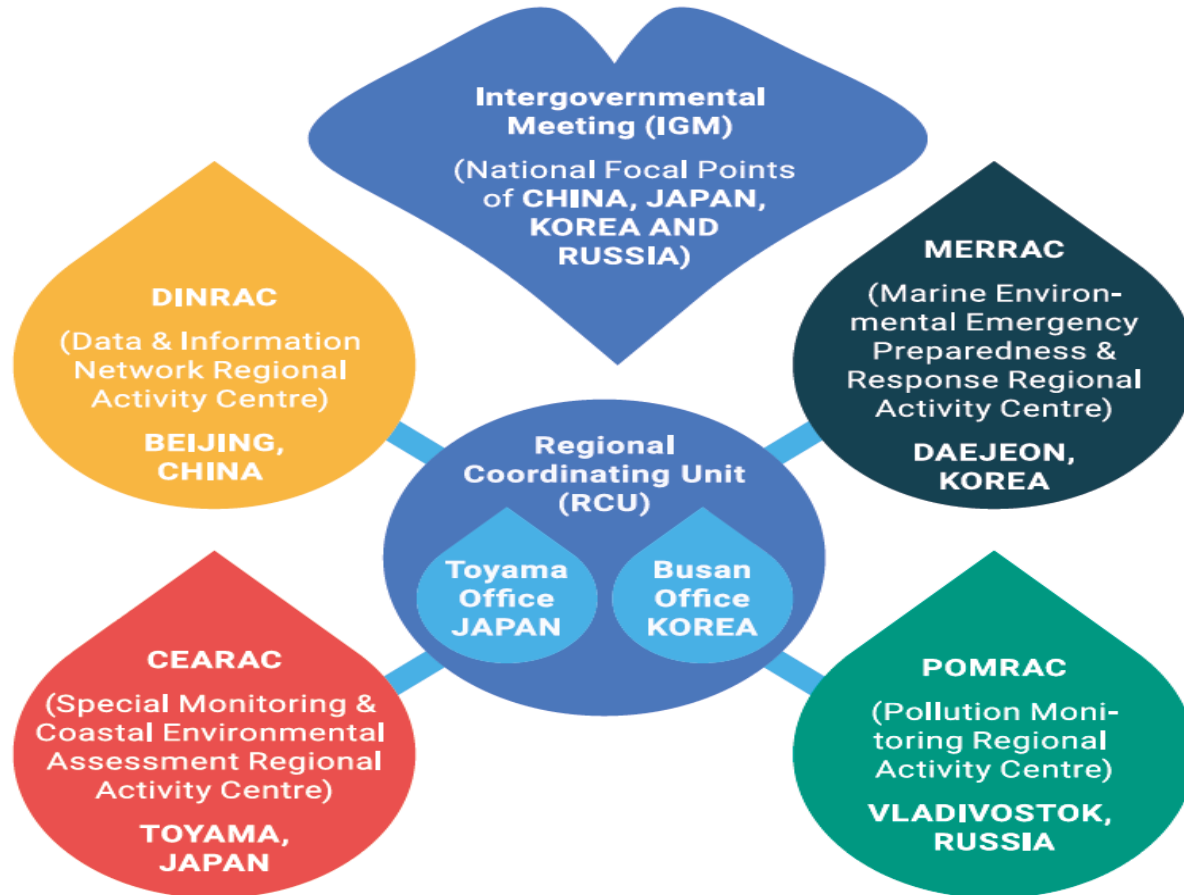 Intergovernmental
Meeting (IGM)
(National Focal Points
of CHINA, JAPAN,
KOREA AND
RUSSIA)
DINRAC
(Data & Information
Network Regional
Activity Centre)
BEIJING,
CHINA
MERRAC
(Marine Environ-
mental Emergency
Preparedness &
Response Regional
Activity Centre)
DAEJEON,
KOREA
Regional
Coordinating Unit
(RCU)
Toyama
Office
JAPAN
Busan
Office
KOREA
CEARAC
(Special Monitoring &
Coastal Environmental
Assessment Regional
Activity Centre)
TOYAMA,
JAPAN
POMRAC
(Pollution Moni-
toring Regional
Activity Centre)
VLADIVOSTOK,
RUSSIA